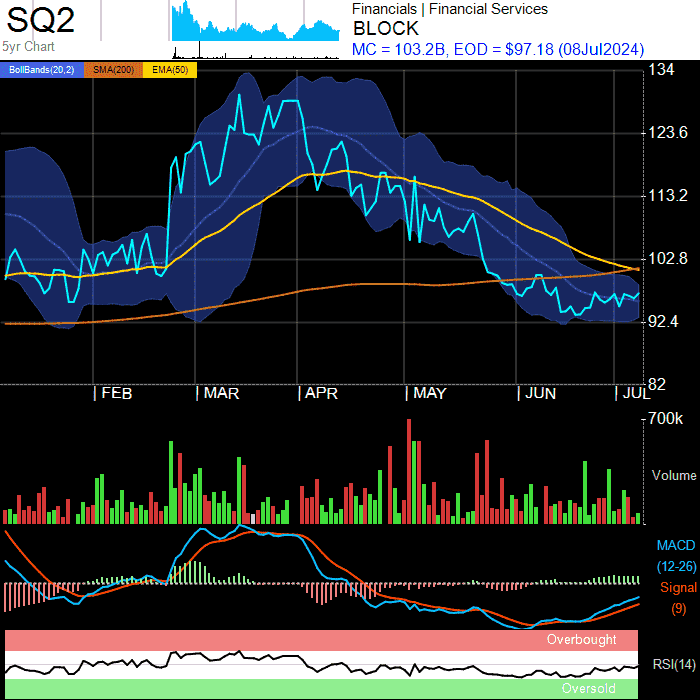 SQ2
5yr Chart
Financials | Financial Services
BLOCK
MC = 103.2B, EOD = $97.18 (08Jul2024)
BollBands(20,2) SMA(200) EMA(50)
134
123.6
113.2
102.8
92.4
82
FEB MAR APR MAY JUN JUL
700k
Volume
MACD
(12-26)
Signal
(9)
Overbought
RSI(14)
Oversold